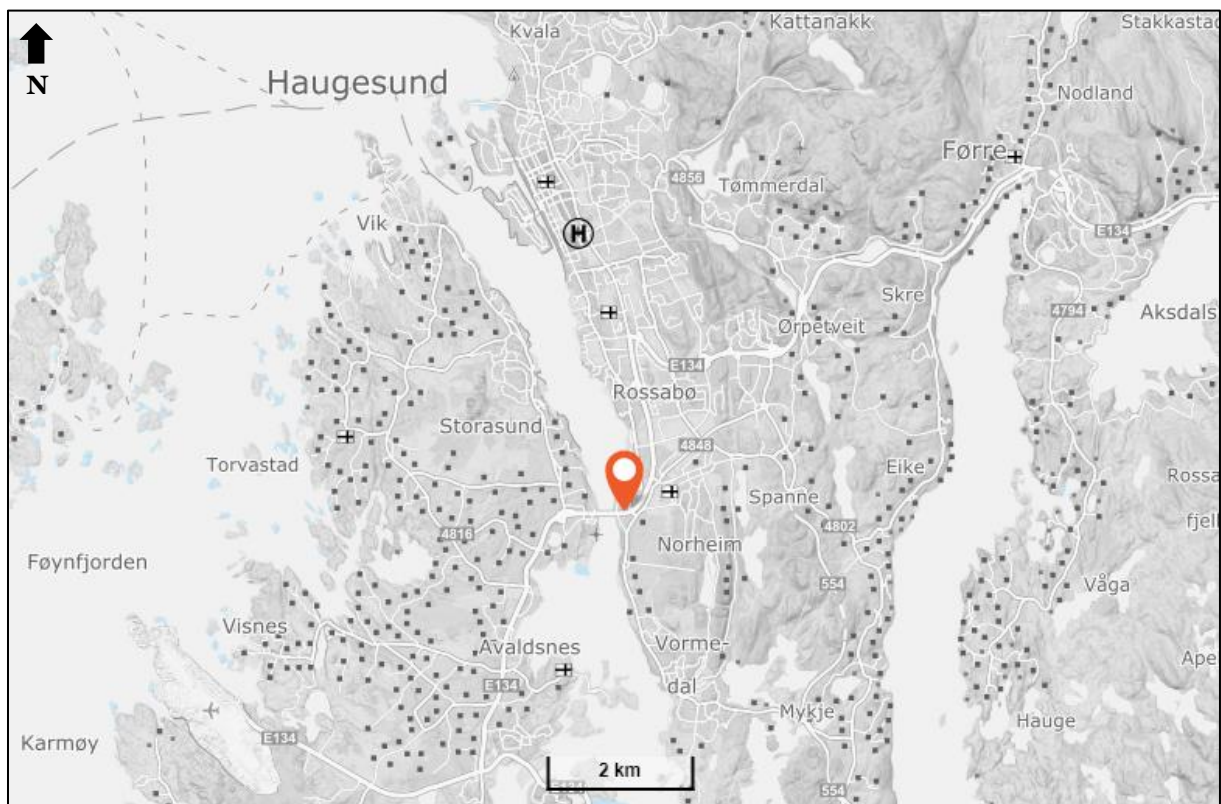 Kvala
Kattanakk
Stakkastad
N
Haugesund
Nodland
Førre
4856
Tømmerdal
Vik
H
E134
Skre
4794
Aksdals
Ørpetveit
E134
Rossabø
Storasund
4848
Torvastad
Eike
Rossa
Spanne
fjell
4816
4802
Norheim
Føynfjorden
554
Våga
Visnes
Avaldsnes
Vorme-
dal
Ape
E134
Mykje
Hauge
Karmøy
E134
2 km
554